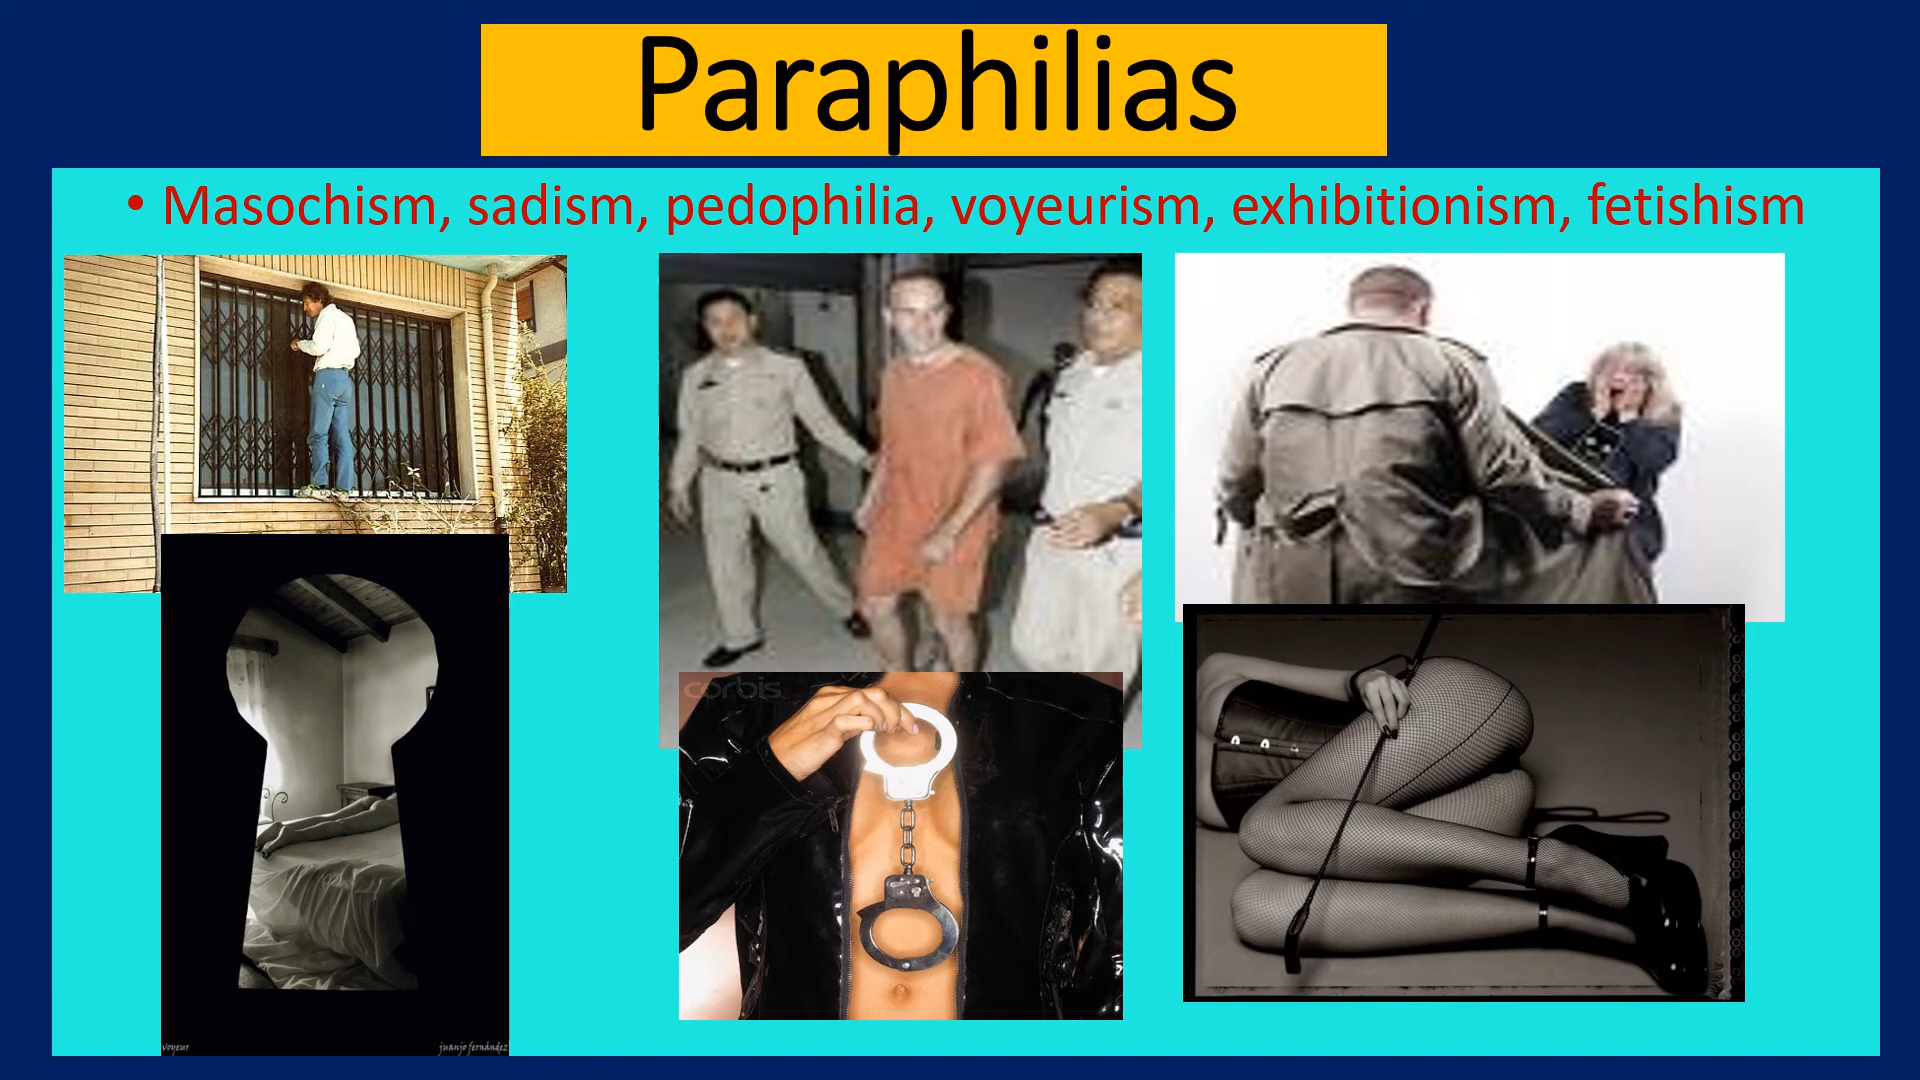 Paraphilias
• Masochism, sadism, pedophilia, voyeurism, exhibitionism, fetishism
corbis.
voyeur
juanjo fernández